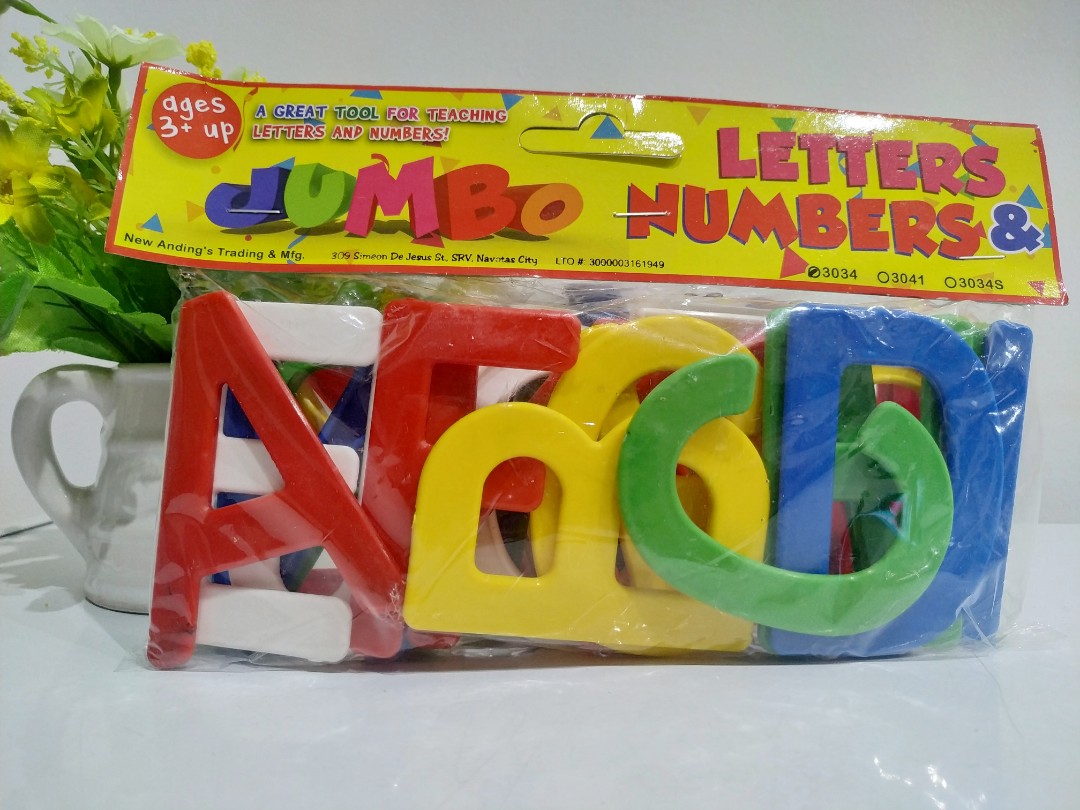 ages
3+ up
A GREAT TOOL FOR TEACHING
LETTERS AND NUMBERS!
JUMBO
LETTERS
NUMBERS &
New Anding's Trading & Mfg.
309 Simeon De Jesus St. SRV, Navotas City
LTO #: 3000003161949
3034
3041
3034S
A
E
F
B
C
D